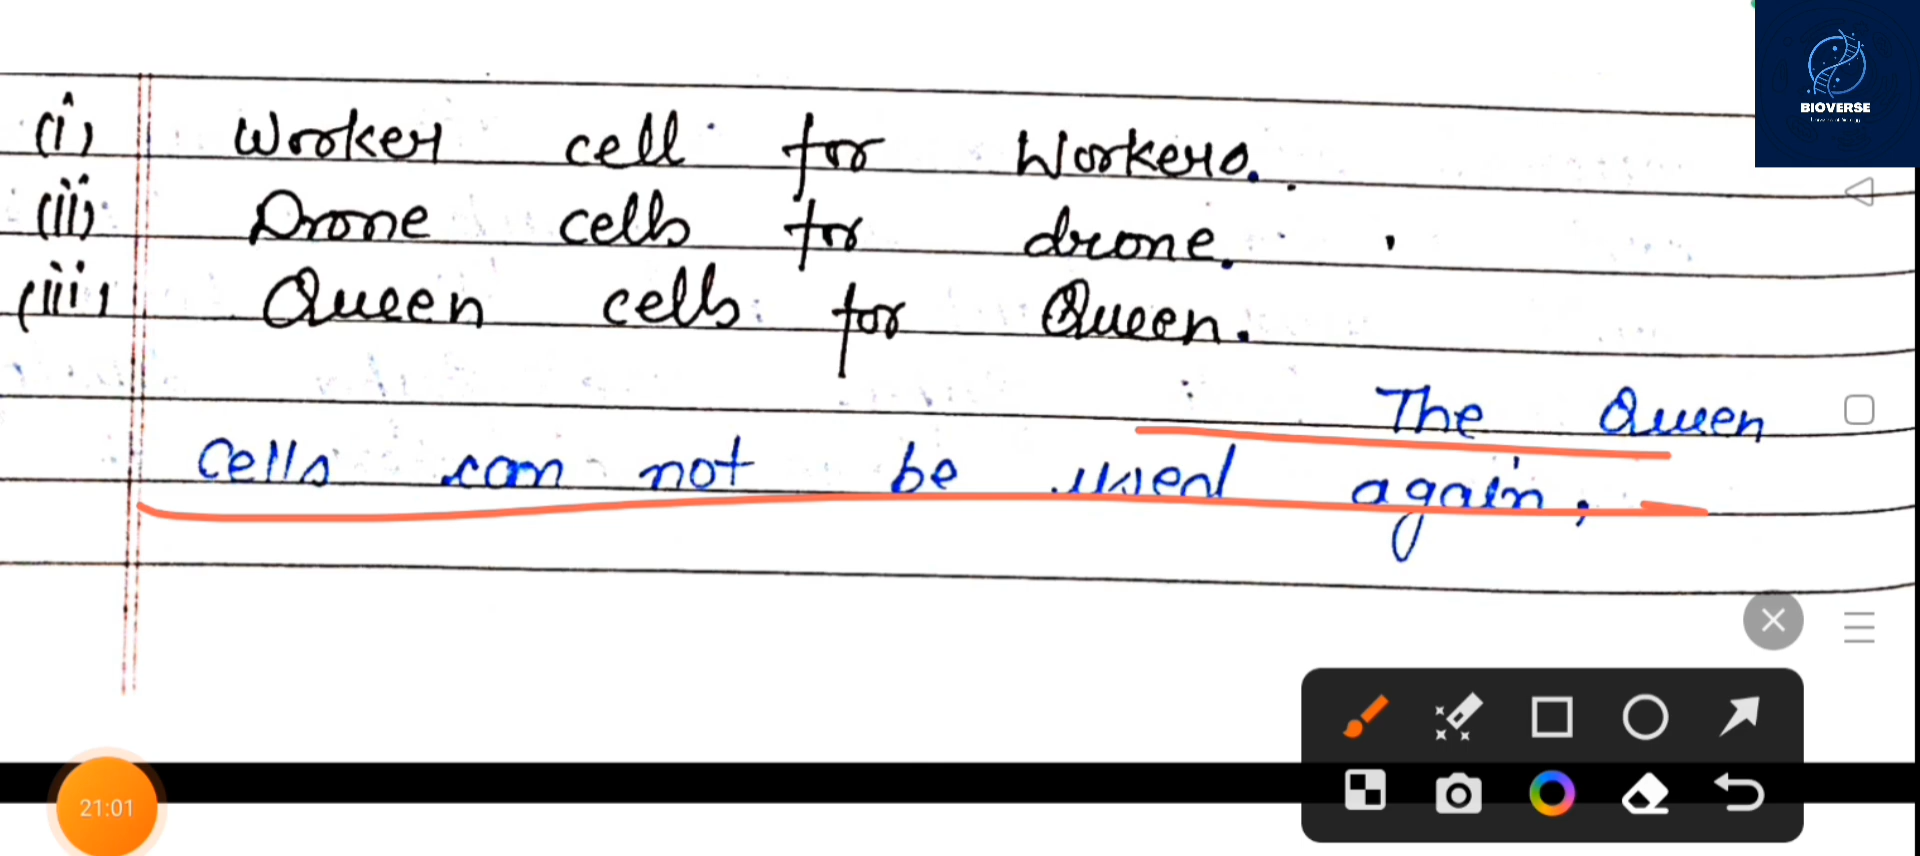 BIOVERSE
(i) Worker cell for Workers.
(ii) Drone cells for drone.
(iii) Queen cells for Queen.
The Queen
cells can not be used again.
21:01